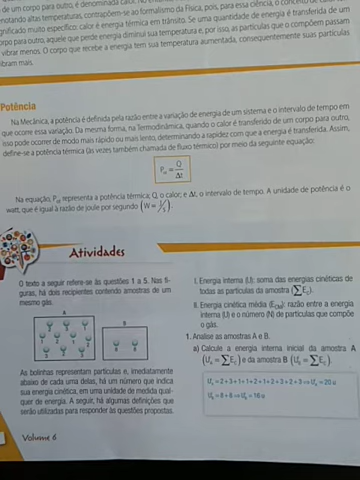 de um corpo para outro, é denominada calor. No
notando altas temperaturas, contrapõem-se ao formalismo da Física, pois, para essa ciência, o conceito de
gnificado muito específico: calor é energia térmica em trânsito. Se uma quantidade de energia é transferida de um
orpo para outro, aquele que perde energia diminui sua temperatura e, por isso, as partículas que o compõem passam
vibrar menos. O corpo que recebe a energia tem sua temperatura aumentada, consequentemente suas partículas
bram mais.
Potência
Na Mecânica, a potência é definida pela razão entre a variação de energia de um sistema e o intervalo de tempo em
que ocorre essa variação. Da mesma forma, na Termodinâmica, quando o calor é transferido de um corpo para outro,
isso pode ocorrer de modo mais rápido ou mais lento, determinando a rapidez com que a energia é transferida. Assim,
define-se a potência térmica (às vezes também chamada de fluxo térmico) por meio da seguinte equação:
Pot = Q/Δt
Na equação, Pot representa a potência térmica; Q, o calor; e Δt, o intervalo de tempo. A unidade de potência é o
watt, que é igual à razão de joule por segundo (W = J/s).
Atividades
O texto a seguir refere-se às questões 1 a 5. Nas fi-
guras, há dois recipientes contendo amostras de um
mesmo gás.
A
B
As bolinhas representam partículas e, imediatamente
abaixo de cada uma delas, há um número que indica
sua energia cinética, em uma unidade de medida qual-
quer de energia. A seguir, há algumas definições que
serão utilizadas para responder às questões propostas.
I. Energia interna (U): soma das energias cinéticas de
todas as partículas da amostra (∑Ec).
II. Energia cinética média (ECM): razão entre a energia
interna (U) e o número (N) de partículas que compõe
o gás.
1. Analise as amostras A e B.
a) Calcule a energia interna inicial da amostra A
(UA = ∑Ec) e da amostra B (UB = ∑Ec).
UA = 2 + 3 + 1 + 1 + 2 + 1 + 2 + 3 + 2 + 3 ⇒ UA = 20 u
UB = 8 + 8 ⇒ UB = 16 u
Volume 6